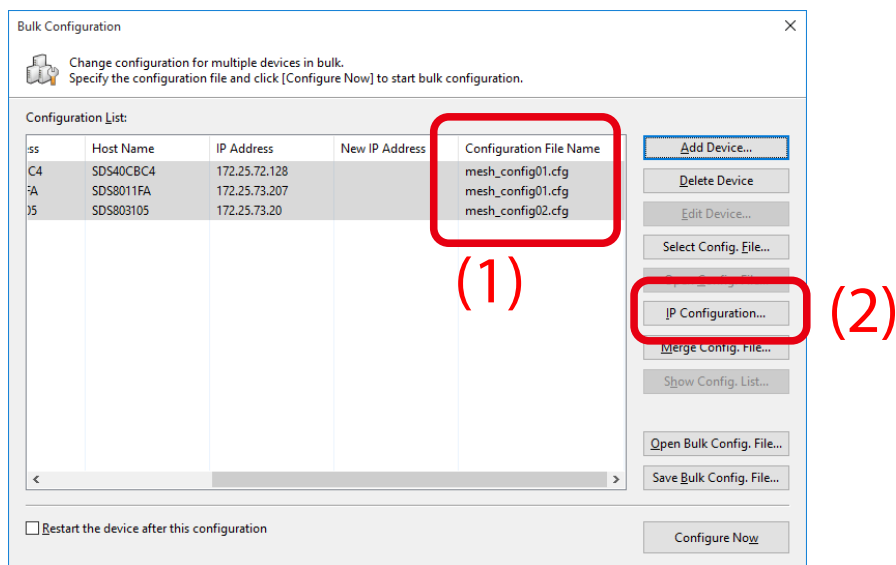 Bulk Configuration
Change configuration for multiple devices in bulk.
Specify the configuration file and click [Configure Now] to start bulk configuration.
Configuration List:
ss Host Name IP Address New IP Address Configuration File Name
C4 SDS40CBC4 172.25.72.128 mesh_config01.cfg
FA SDS8011FA 172.25.73.207 mesh_config01.cfg
05 SDS803105 172.25.73.20 mesh_config02.cfg
(1)
Add Device...
Delete Device
Edit Device...
Select Config. File...
IP Configuration...
(2)
Merge Config. File...
Show Config. List...
Open Bulk Config. File...
Save Bulk Config. File...
Restart the device after this configuration
Configure Now